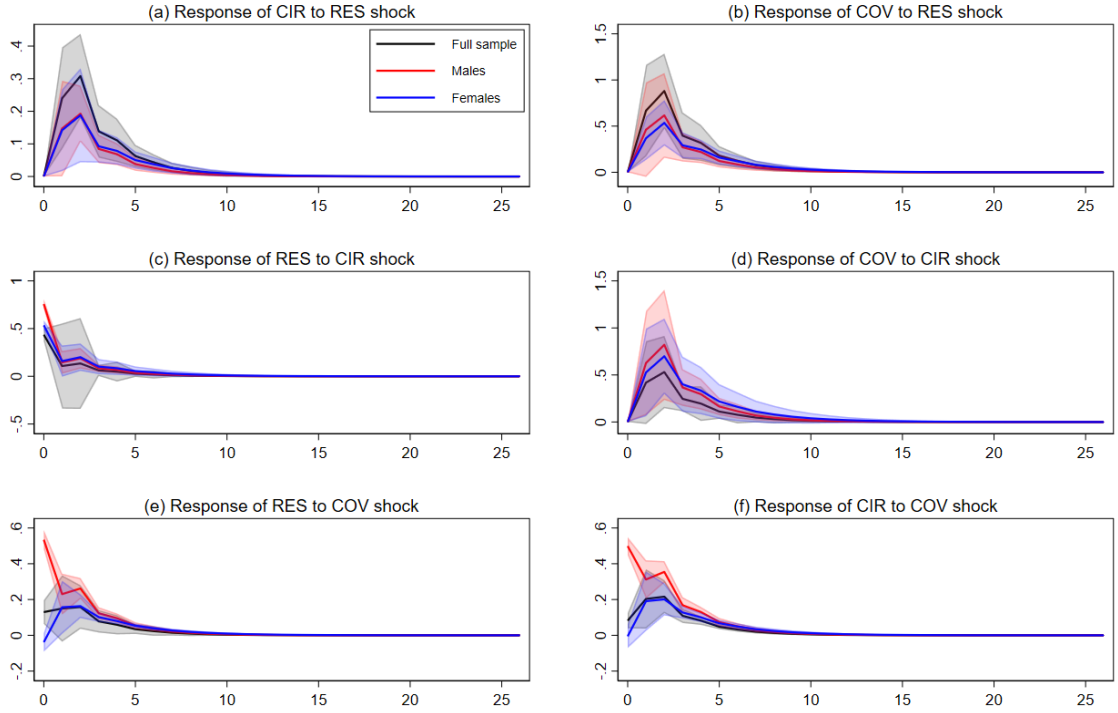 (a) Response of CIR to RES shock
.4
.3
.2
.1
0
0 5 10 15 20 25
Full sample
Males
Females
(b) Response of COV to RES shock
1.5
1
.5
0
0 5 10 15 20 25
(c) Response of RES to CIR shock
1
.5
0
-.5
0 5 10 15 20 25
(d) Response of COV to CIR shock
1.5
1
.5
0
0 5 10 15 20 25
(e) Response of RES to COV shock
.6
.4
.2
0
-.2
0 5 10 15 20 25
(f) Response of CIR to COV shock
.6
.4
.2
0
-.2
0 5 10 15 20 25